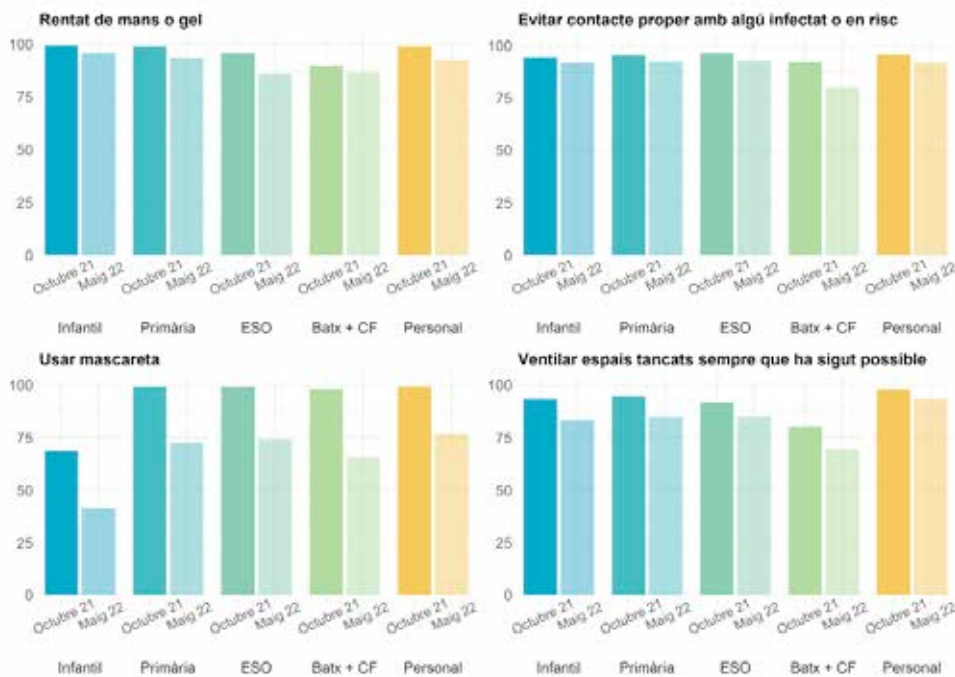 Rentat de mans o gel
100
75
50
25
0
Octubre 21 Maig 22 Octubre 21 Maig 22 Octubre 21 Maig 22 Octubre 21 Maig 22 Octubre 21 Maig 22
Infantil Primària ESO Batx + CF Personal
Evitar contacte proper amb algú infectat o en risc
100
75
50
25
0
Octubre 21 Maig 22 Octubre 21 Maig 22 Octubre 21 Maig 22 Octubre 21 Maig 22 Octubre 21 Maig 22
Infantil Primària ESO Batx + CF Personal
Usar mascareta
100
75
50
25
0
Octubre 21 Maig 22 Octubre 21 Maig 22 Octubre 21 Maig 22 Octubre 21 Maig 22 Octubre 21 Maig 22
Infantil Primària ESO Batx + CF Personal
Ventilar espais tancats sempre que ha sigut possible
100
75
50
25
0
Octubre 21 Maig 22 Octubre 21 Maig 22 Octubre 21 Maig 22 Octubre 21 Maig 22 Octubre 21 Maig 22
Infantil Primària ESO Batx + CF Personal